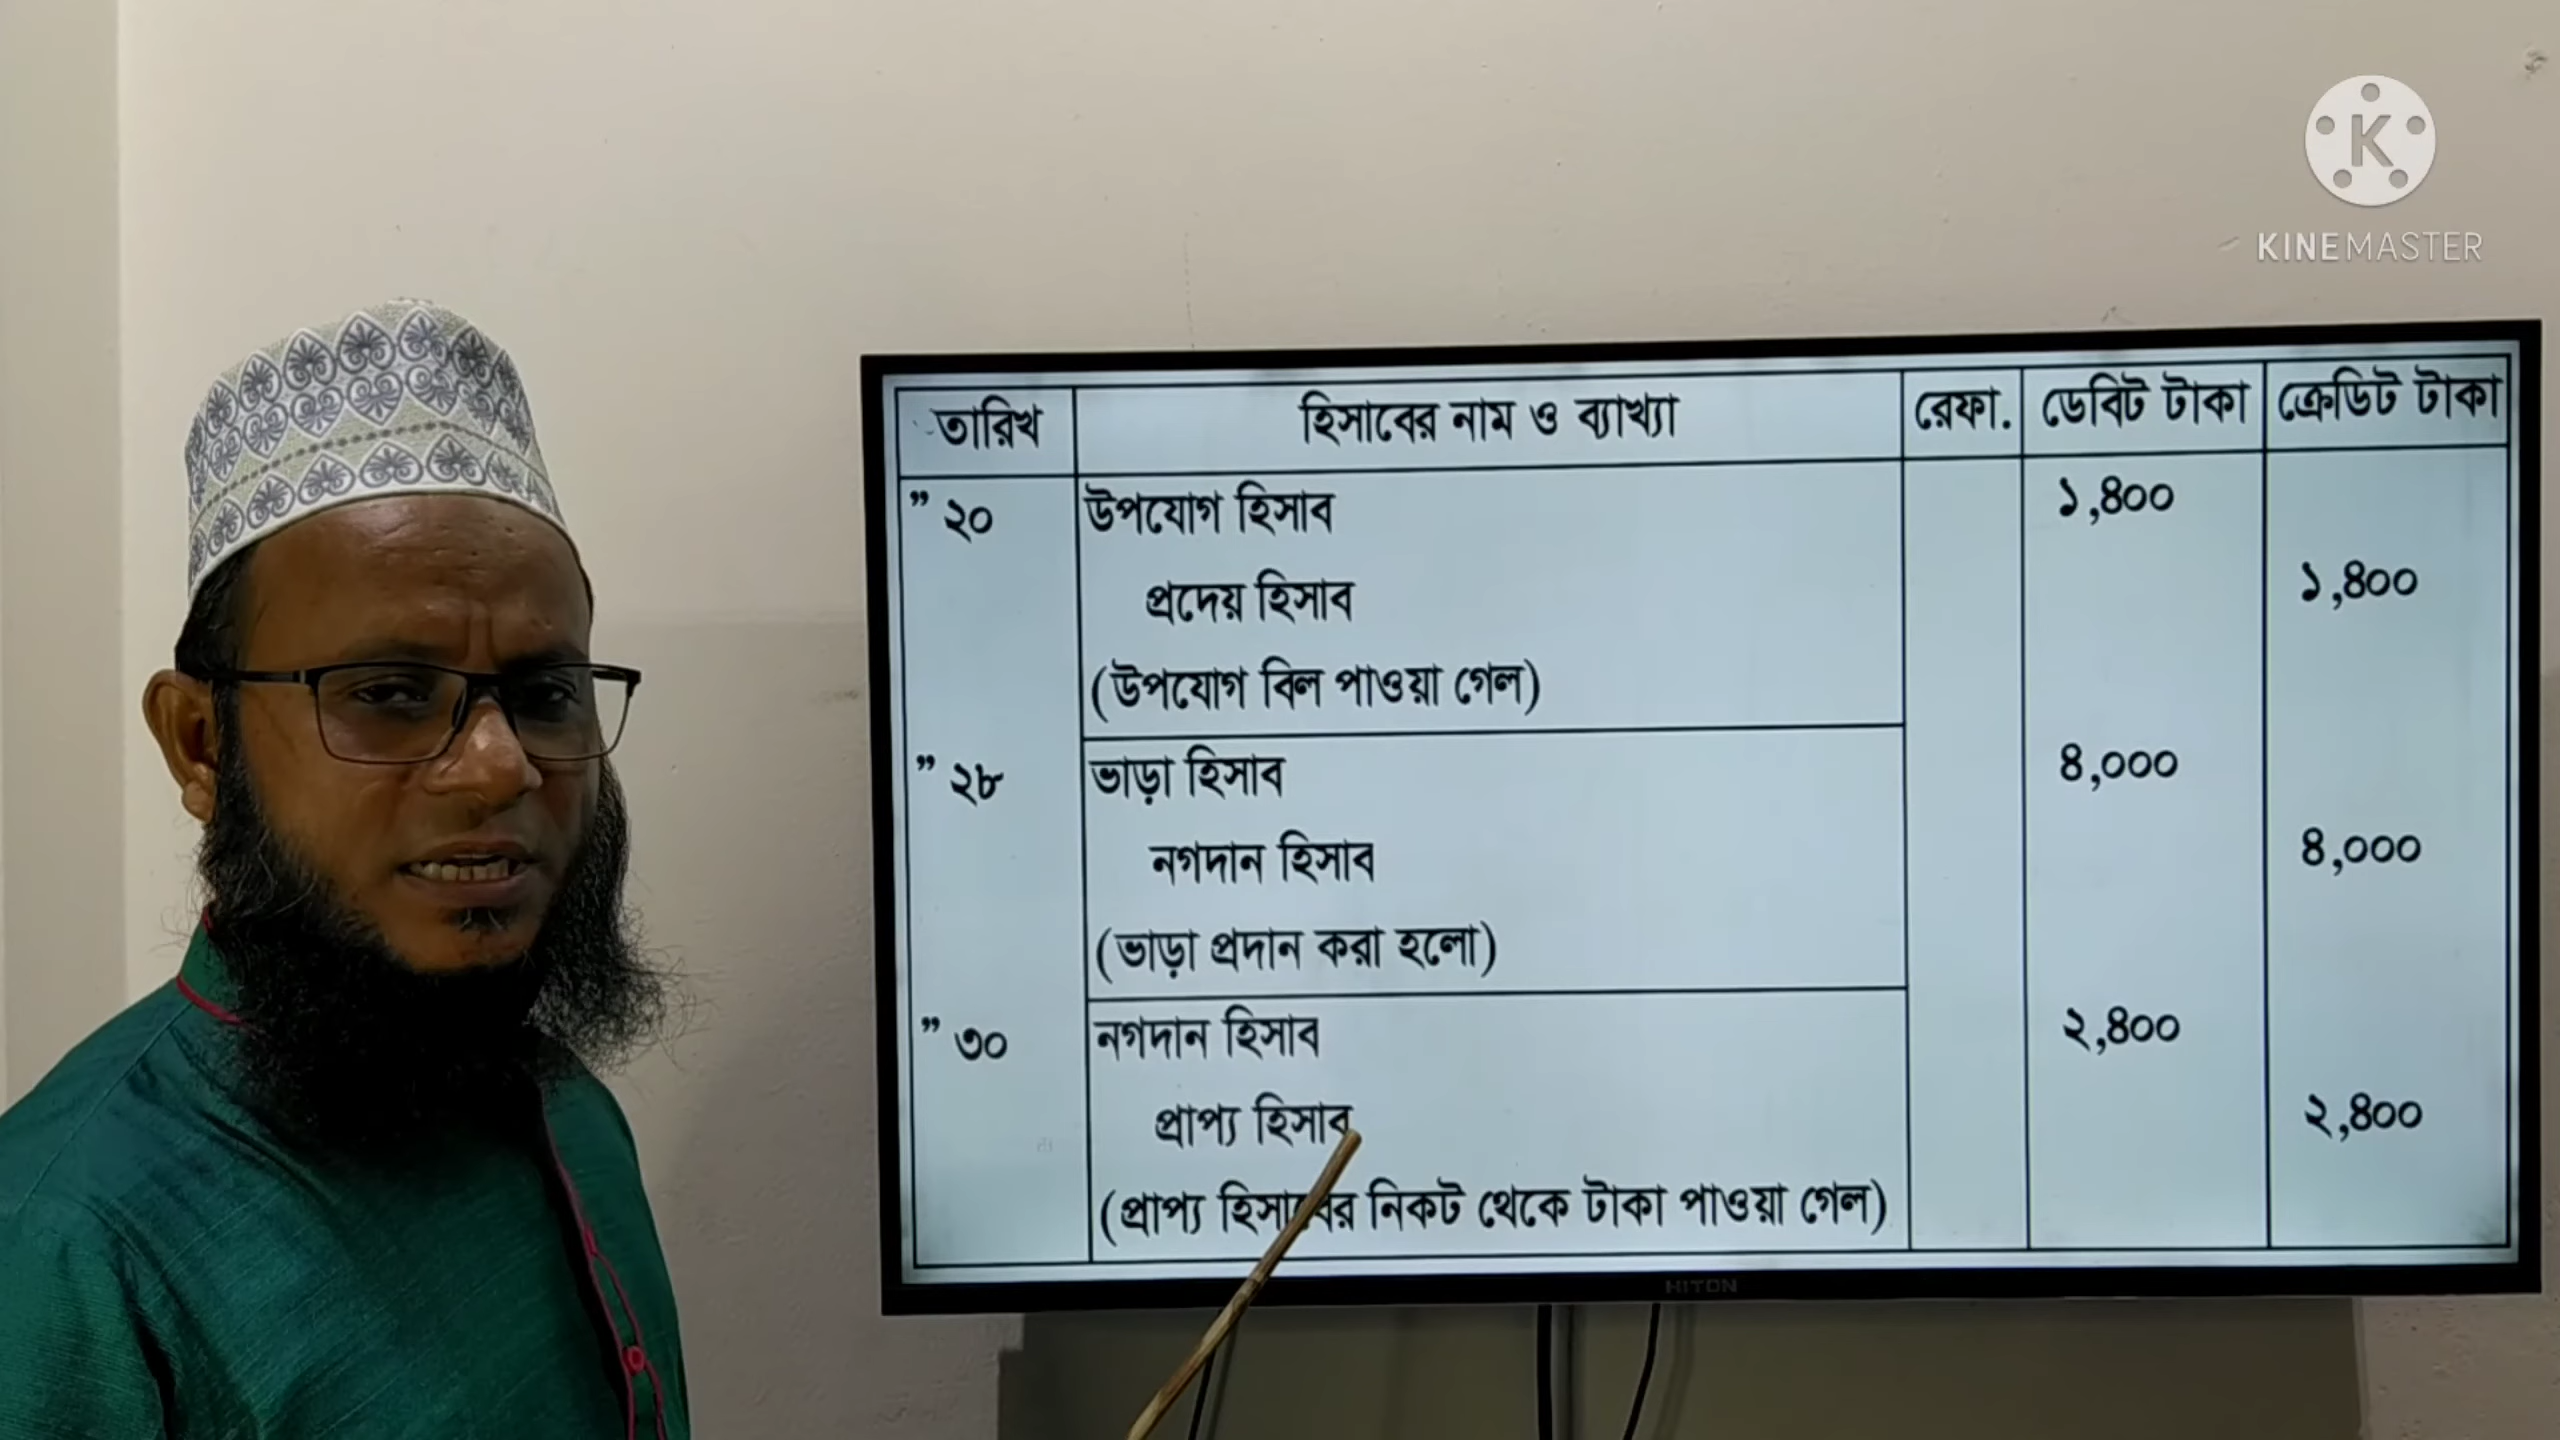 K
KINEMASTER
তারিখ হিসাবের নাম ও ব্যাখ্যা রেফা. ডেবিট টাকা ক্রেডিট টাকা
” ২০ উপযোগ হিসাব ১,৪০০
প্রদেয় হিসাব ১,৪০০
(উপযোগ বিল পাওয়া গেল)
” ২৮ ভাড়া হিসাব ৪,০০০
নগদান হিসাব ৪,০০০
(ভাড়া প্রদান করা হলো)
” ৩০ নগদান হিসাব ২,৪০০
প্রাপ্য হিসাব ২,৪০০
(প্রাপ্য হিসাবের নিকট থেকে টাকা পাওয়া গেল)
HITON